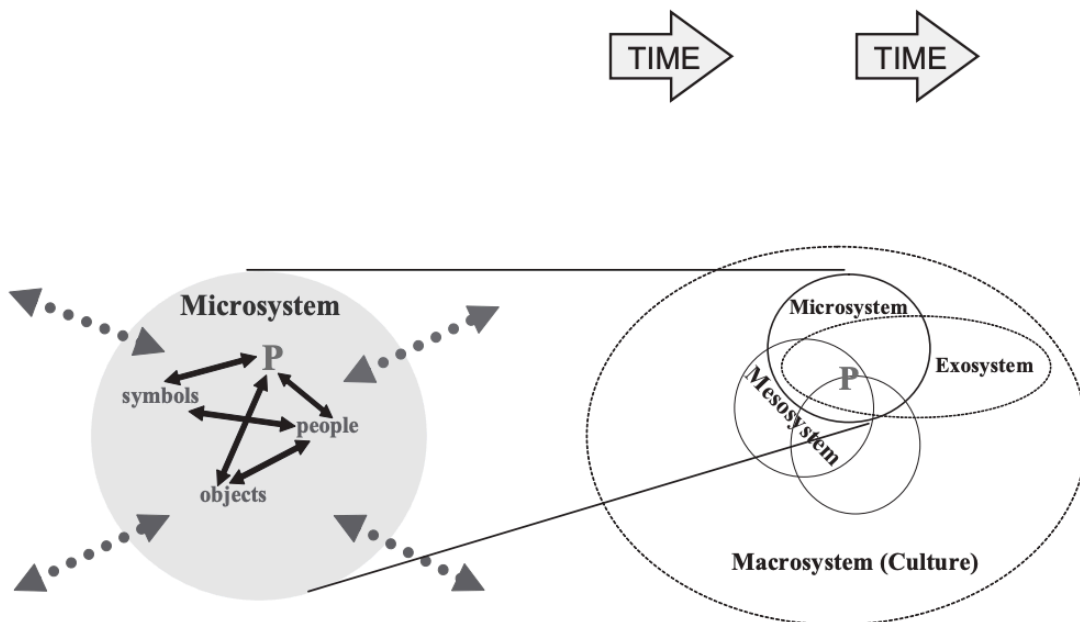 TIME
TIME
Microsystem
P
symbols
people
objects
Microsystem
Exosystem
P
Mesosystem
Macrosystem (Culture)